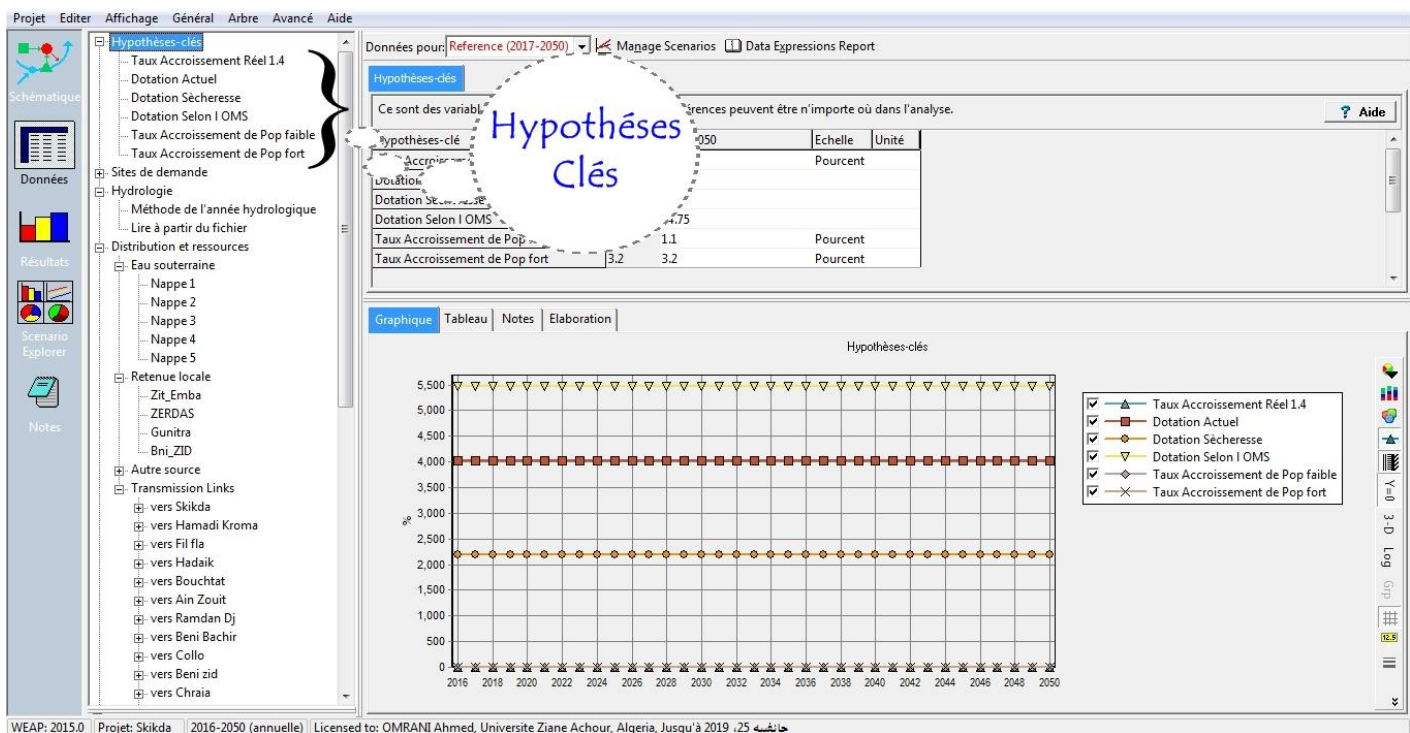 Projet Editer Affichage Général Arbre Avancé Aide
Schématique
Données
Résultats
Scenario
Explorer
Notes
Hypothèses-clés
Taux Accroissement Réel 1.4
Dotation Actuel
Dotation Sècheresse
Dotation Selon l OMS
Taux Accroissement de Pop faible
Taux Accroissement de Pop fort
Sites de demande
Hydrologie
Méthode de l'année hydrologique
Lire à partir du fichier
Distribution et ressources
Eau souterraine
Nappe 1
Nappe 2
Nappe 3
Nappe 4
Nappe 5
Retenue locale
Zit_Emba
ZERDAS
Gunitra
Bni_ZID
Autre source
Transmission Links
vers Skikda
vers Hamadi Kroma
vers Fil fla
vers Hadaik
vers Bouchtat
vers Ain Zouit
vers Ramdan Dj
vers Beni Bachir
vers Collo
vers Beni zid
vers Chraia
Données pour: Reference (2017-2050) Manage Scenarios Data Expressions Report
Hypothèses-clés
Ce sont des variabl peuvent être n'importe où dans l'analyse.
Aide
Hypothéses
Clés
Hypothèses-clé 050 Echelle Unité
Pourcent
Dotation
Dotation
Dotation Selon l OMS .75
Taux Accroissement de Pop 1.1 Pourcent
Taux Accroissement de Pop fort 3.2 3.2 Pourcent
Graphique Tableau Notes Elaboration
Hypothèses-clés
5,500
5,000
4,500
4,000
3,500
3,000
2,500
2,000
1,500
1,000
500
0
%
2016 2018 2020 2022 2024 2026 2028 2030 2032 2034 2036 2038 2040 2042 2044 2046 2048 2050
Taux Accroissement Réel 1.4
Dotation Actuel
Dotation Sècheresse
Dotation Selon l OMS
Taux Accroissement de Pop faible
Taux Accroissement de Pop fort
Y=0
3-D
Log
Grp
12.5
WEAP: 2015.0 Projet: Skikda 2016-2050 (annuelle) Licensed to: OMRANI Ahmed, Universite Ziane Achour, Algeria, Jusqu'à 2019 ،25